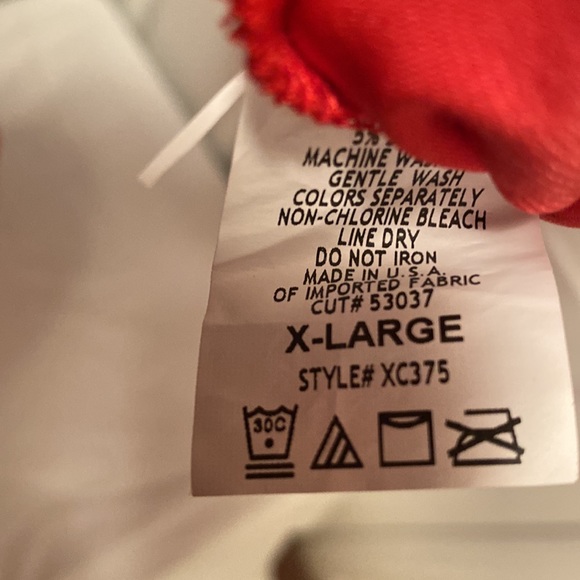 5%
MACHINE
GENTLE WASH
COLORS SEPARATELY
NON-CHLORINE BLEACH
LINE DRY
DO NOT IRON
MADE IN U.S.A.
OF IMPORTED FABRIC
CUT# 53037
X-LARGE
STYLE# XC375
30C